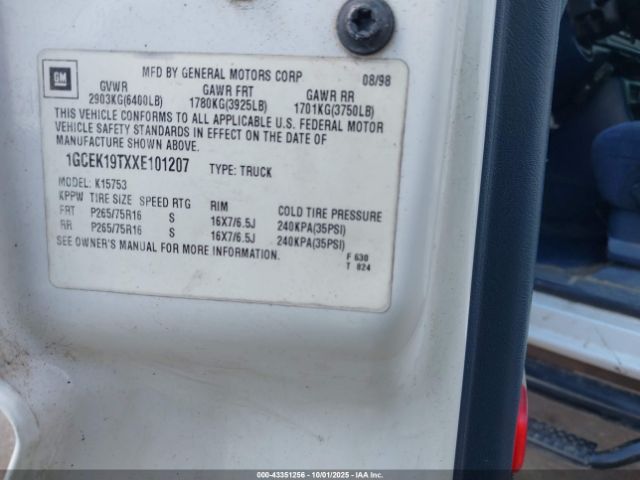 GM
MFD BY GENERAL MOTORS CORP 08/98
GVWR GAWR FRT GAWR RR
2903KG(6400LB) 1780KG(3925LB) 1701KG(3750LB)
THIS VEHICLE CONFORMS TO ALL APPLICABLE U.S. FEDERAL MOTOR
VEHICLE SAFETY STANDARDS IN EFFECT ON THE DATE OF
MANUFACTURE SHOWN ABOVE.
1GCEK19TXXE101207 TYPE: TRUCK
MODEL: K15753
KPPW TIRE SIZE SPEED RTG RIM COLD TIRE PRESSURE
FRT P265/75R16 S 16X7/6.5J 240KPA(35PSI)
RR P265/75R16 S 16X7/6.5J 240KPA(35PSI)
SEE OWNER'S MANUAL FOR MORE INFORMATION.
F 630
T 824
000-43351256 - 10/01/2025 - IAAI.COM